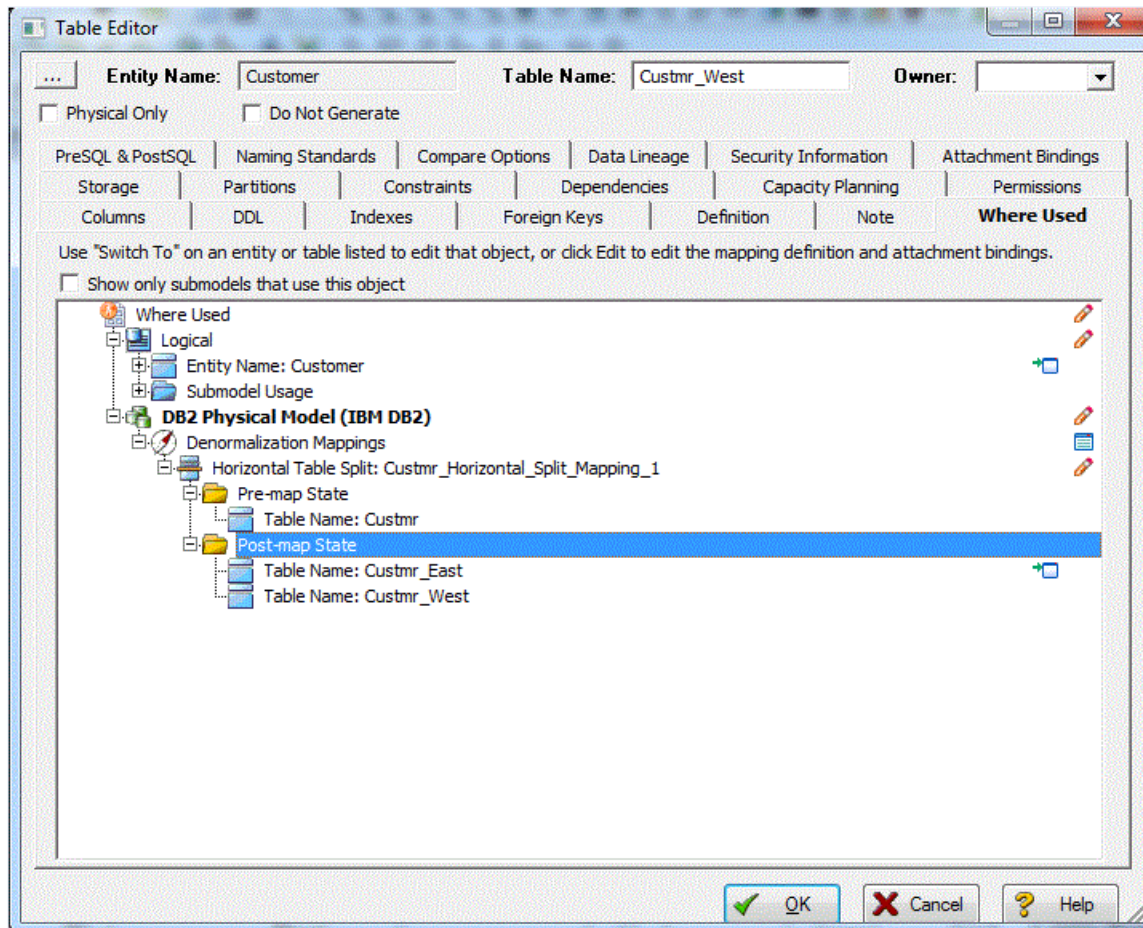 Table Editor
... Entity Name: Customer Table Name: Custmr_West Owner:
Physical Only Do Not Generate
PreSQL & PostSQL Naming Standards Compare Options Data Lineage Security Information Attachment Bindings
Storage Partitions Constraints Dependencies Capacity Planning Permissions
Columns DDL Indexes Foreign Keys Definition Note Where Used
Use "Switch To" on an entity or table listed to edit that object, or click Edit to edit the mapping definition and attachment bindings.
Show only submodels that use this object
Where Used
Logical
Entity Name: Customer
Submodel Usage
DB2 Physical Model (IBM DB2)
Denormalization Mappings
Horizontal Table Split: Custmr_Horizontal_Split_Mapping_1
Pre-map State
Table Name: Custmr
Post-map State
Table Name: Custmr_East
Table Name: Custmr_West
OK Cancel Help